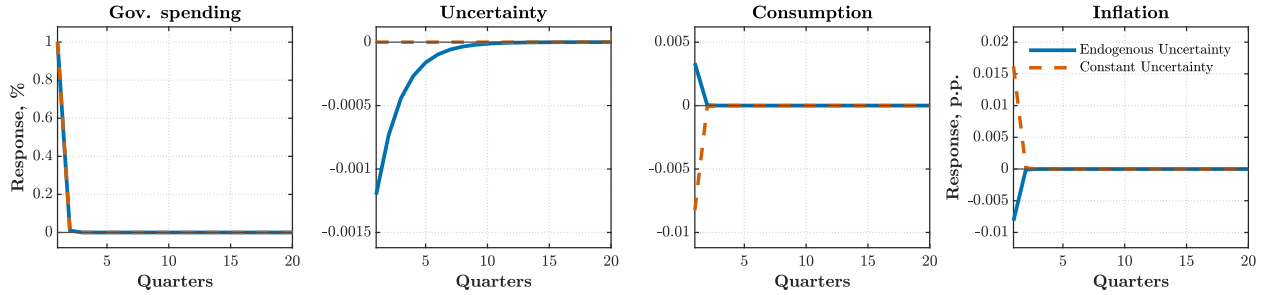 Gov. spending
Response, %
1
0.8
0.6
0.4
0.2
0
5 10 15 20
Quarters
Uncertainty
0
-0.0005
-0.001
-0.0015
5 10 15 20
Quarters
Consumption
0.005
0
-0.005
-0.01
5 10 15 20
Quarters
Inflation
Response, p.p.
0.02
0.015
0.01
0.005
0
-0.005
-0.01
Endogenous Uncertainty
Constant Uncertainty
5 10 15 20
Quarters